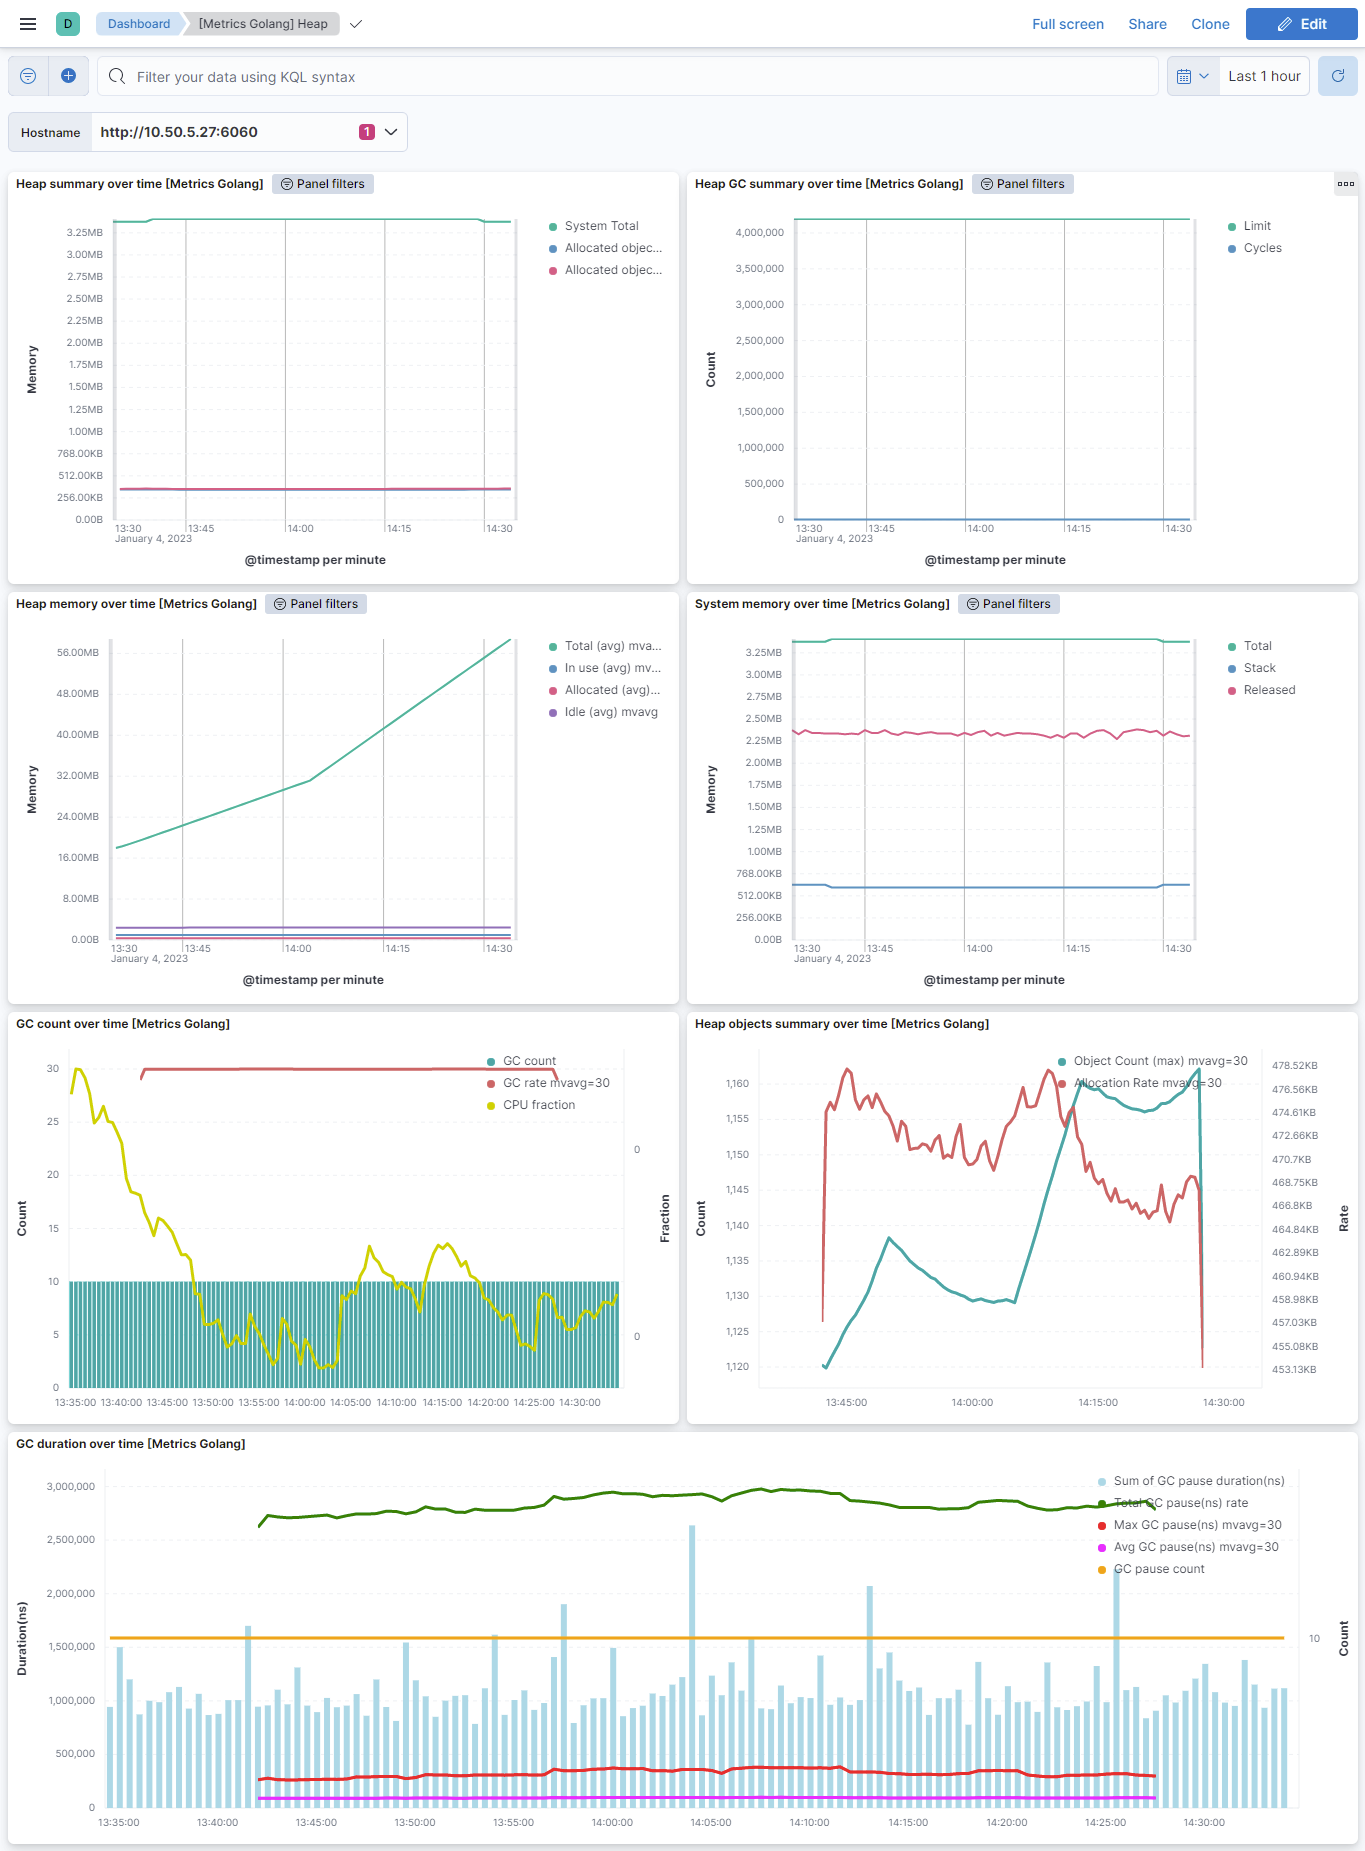 D Dashboard [Metrics Golang] Heap Full screen Share Clone Edit
Filter your data using KQL syntax Last 1 hour
Hostname http://10.50.5.27:6060 1
Heap summary over time [Metrics Golang] Panel filters
3.25MB
3.00MB
2.75MB
2.50MB
2.25MB
2.00MB
1.75MB
1.50MB
1.25MB
1.00MB
768.00KB
512.00KB
256.00KB
0.00B
Memory
13:30 13:45 14:00 14:15 14:30
January 4, 2023
@timestamp per minute
System Total
Allocated objec...
Allocated objec...
Heap GC summary over time [Metrics Golang] Panel filters
4,000,000
3,500,000
3,000,000
2,500,000
2,000,000
1,500,000
1,000,000
500,000
0
Count
13:30 13:45 14:00 14:15 14:30
January 4, 2023
@timestamp per minute
Limit
Cycles
Heap memory over time [Metrics Golang] Panel filters
56.00MB
48.00MB
40.00MB
32.00MB
24.00MB
16.00MB
8.00MB
0.00B
Memory
13:30 13:45 14:00 14:15 14:30
January 4, 2023
@timestamp per minute
Total (avg) mva...
In use (avg) mv...
Allocated (avg)...
Idle (avg) mvavg
System memory over time [Metrics Golang] Panel filters
3.25MB
3.00MB
2.75MB
2.50MB
2.25MB
2.00MB
1.75MB
1.50MB
1.25MB
1.00MB
768.00KB
512.00KB
256.00KB
0.00B
Memory
13:30 13:45 14:00 14:15 14:30
January 4, 2023
@timestamp per minute
Total
Stack
Released
GC count over time [Metrics Golang]
30
25
20
15
10
5
0
Count
GC count
GC rate mvavg=30
CPU fraction
0
0
Fraction
13:35:00 13:40:00 13:45:00 13:50:00 13:55:00 14:00:00 14:05:00 14:10:00 14:15:00 14:20:00 14:25:00 14:30:00
Heap objects summary over time [Metrics Golang]
1,160
1,155
1,150
1,145
1,140
1,135
1,130
1,125
1,120
Count
Object Count (max) mvavg=30
Allocation Rate mvavg=30
478.52KB
476.56KB
474.61KB
472.66KB
470.7KB
468.75KB
466.8KB
464.84KB
462.89KB
460.94KB
458.98KB
457.03KB
455.08KB
453.13KB
Rate
13:45:00 14:00:00 14:15:00 14:30:00
GC duration over time [Metrics Golang]
3,000,000
2,500,000
2,000,000
1,500,000
1,000,000
500,000
0
Duration(ns)
Sum of GC pause duration(ns)
Total GC pause(ns) rate
Max GC pause(ns) mvavg=30
Avg GC pause(ns) mvavg=30
GC pause count
10
Count
13:35:00 13:40:00 13:45:00 13:50:00 13:55:00 14:00:00 14:05:00 14:10:00 14:15:00 14:20:00 14:25:00 14:30:00